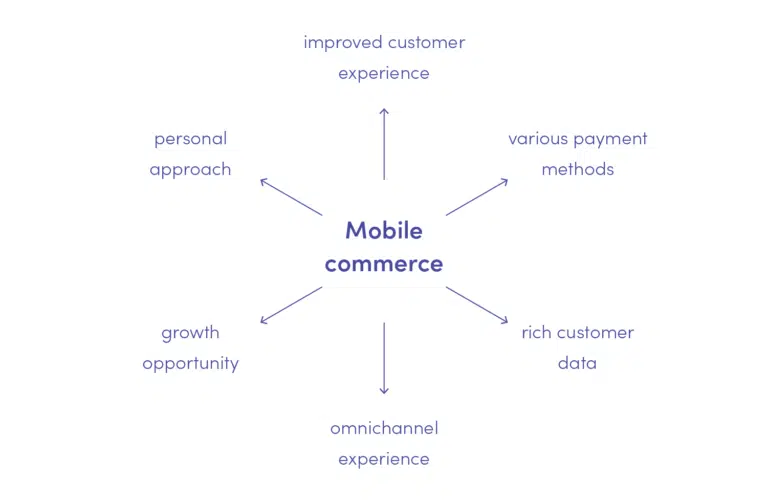 improved customer
experience
personal
approach
various payment
methods
Mobile
commerce
growth
opportunity
rich customer
data
omnichannel
experience